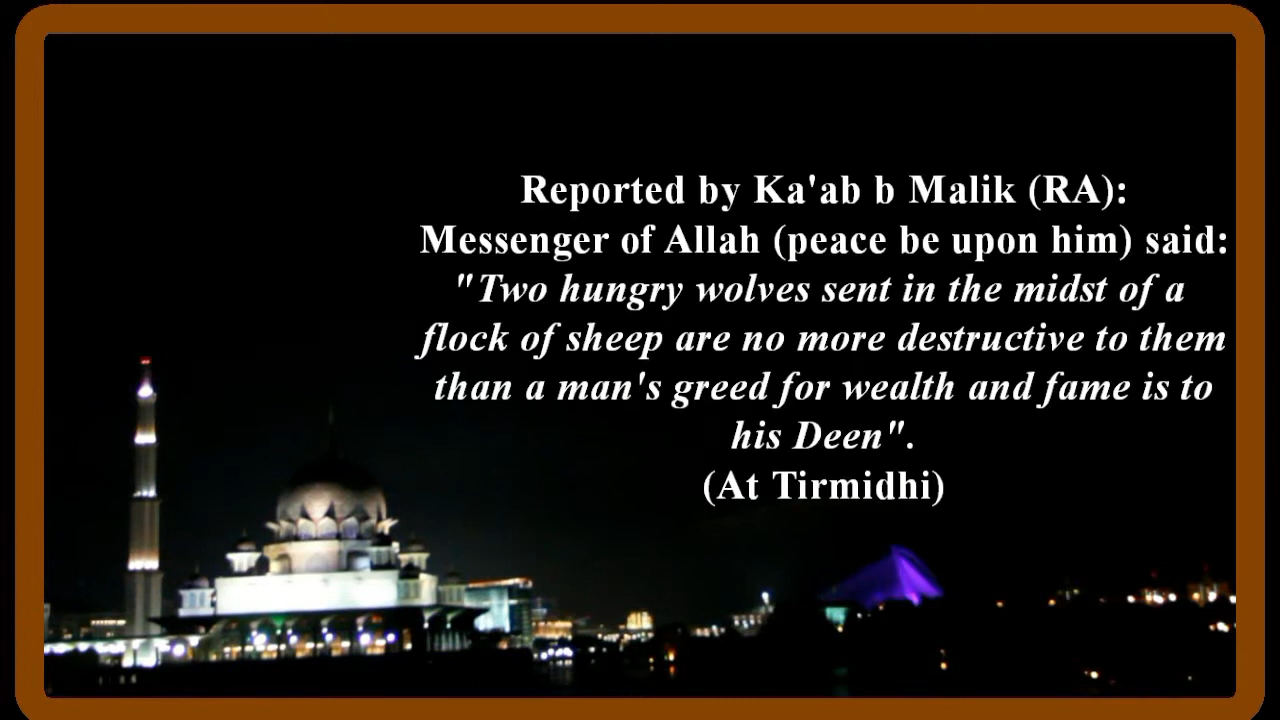 Reported by Ka'ab b Malik (RA):
Messenger of Allah (peace be upon him) said:
"Two hungry wolves sent in the midst of a
flock of sheep are no more destructive to them
than a man's greed for wealth and fame is to
his Deen".
(At Tirmidhi)